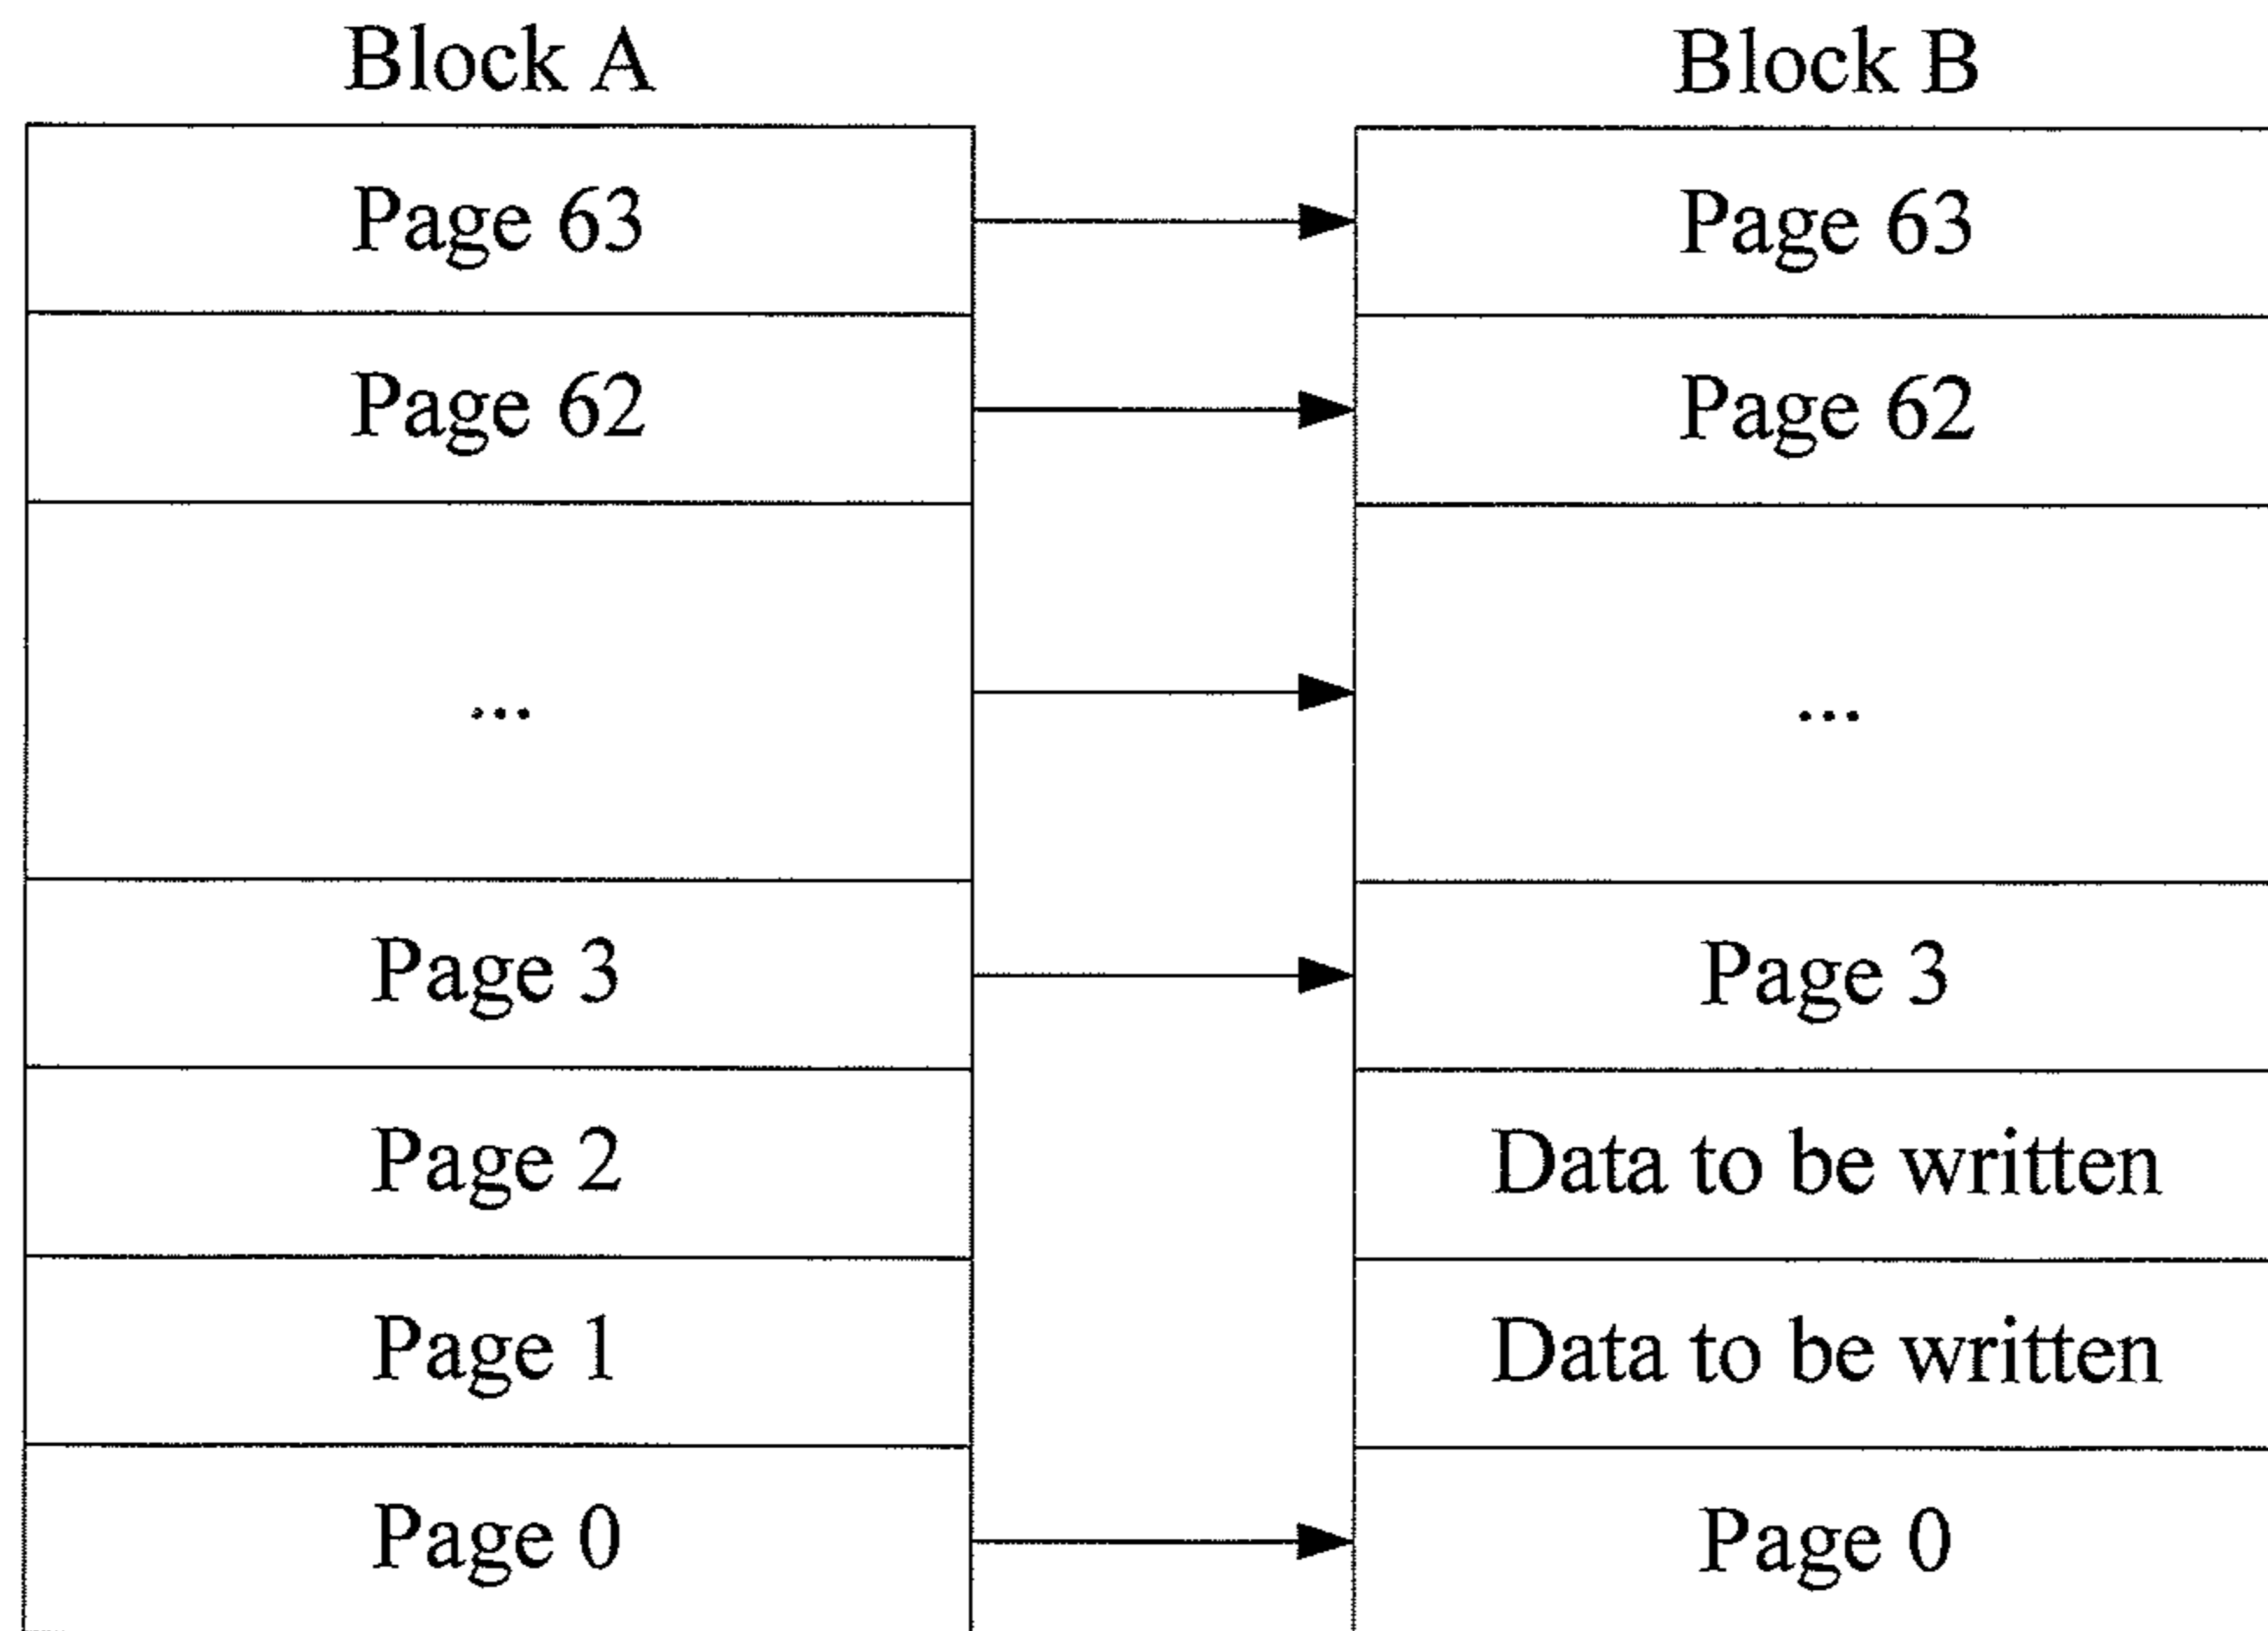 Block A Block B
Page 63 Page 63
Page 62 Page 62
... ...
Page 3 Page 3
Page 2 Data to be written
Page 1 Data to be written
Page 0 Page 0